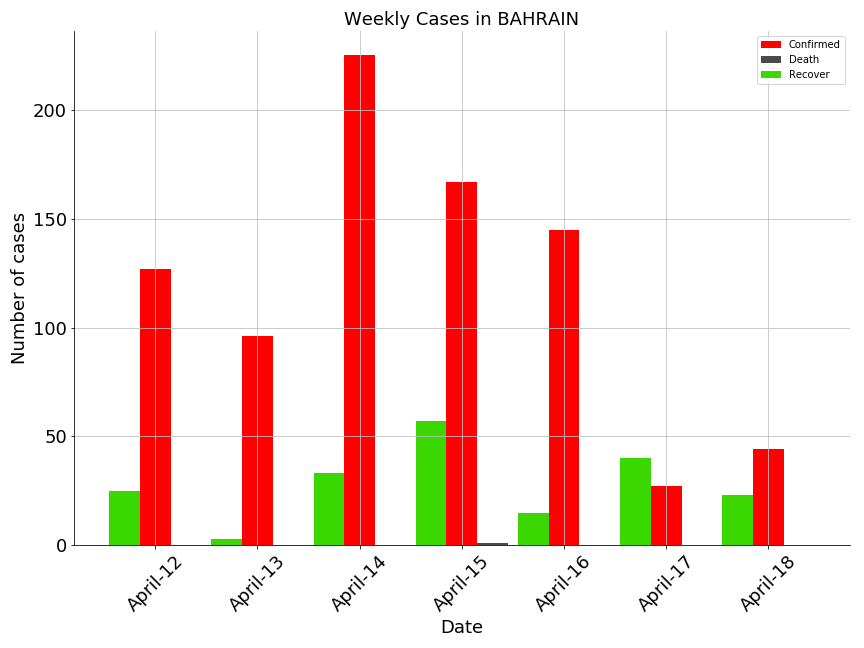 Weekly Cases in BAHRAIN
Confirmed
Death
Recover
Number of cases
200
150
100
50
0
April-12
April-13
April-14
April-15
April-16
April-17
April-18
Date